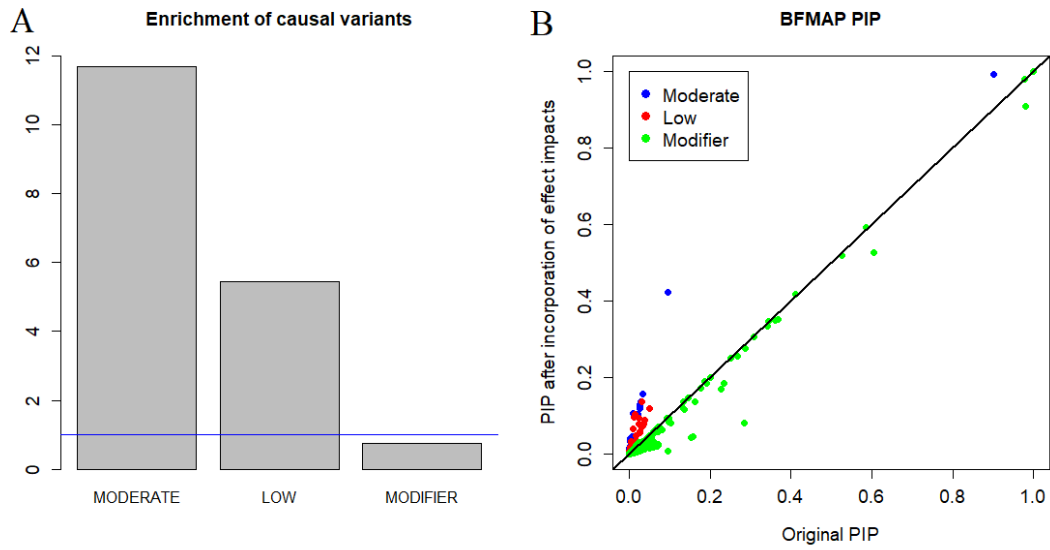 A
Enrichment of causal variants
12
10
8
6
4
2
0
MODERATE
LOW
MODIFIER
B
BFMAP PIP
PIP after incorporation of effect impacts
1.0
0.8
0.6
0.4
0.2
0.0
Moderate
Low
Modifier
0.0 0.2 0.4 0.6 0.8 1.0
Original PIP